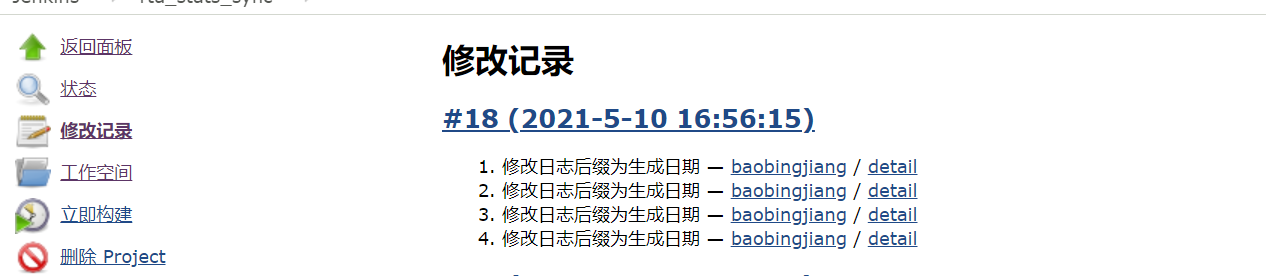 Jenkins rtd_stats_sync
返回面板
状态
修改记录
工作空间
立即构建
删除 Project
修改记录
#18 (2021-5-10 16:56:15)
1. 修改日志后缀为生成日期 — baobingjiang / detail
2. 修改日志后缀为生成日期 — baobingjiang / detail
3. 修改日志后缀为生成日期 — baobingjiang / detail
4. 修改日志后缀为生成日期 — baobingjiang / detail